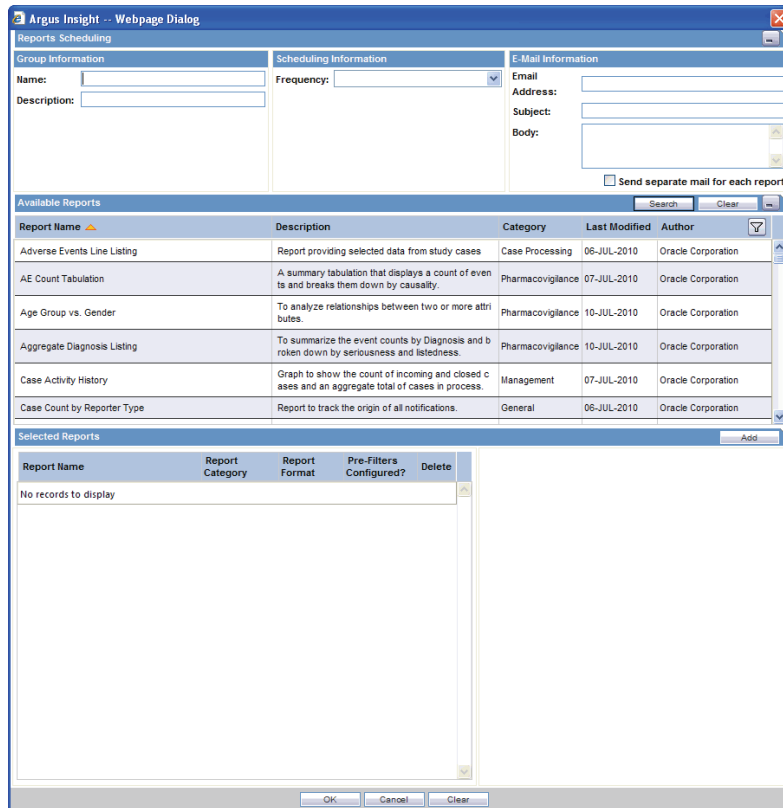 Argus Insight -- Webpage Dialog
Reports Scheduling
Group Information
Name:
Description:
Scheduling Information
Frequency:
E-Mail Information
Email
Address:
Subject:
Body:
Send separate mail for each report
Available Reports Search Clear
Report Name Description Category Last Modified Author
Adverse Events Line Listing Report providing selected data from study cases Case Processing 06-JUL-2010 Oracle Corporation
AE Count Tabulation A summary tabulation that displays a count of even
ts and breaks them down by causality. Pharmacovigilance 07-JUL-2010 Oracle Corporation
Age Group vs. Gender To analyze relationships between two or more attri
butes. Pharmacovigilance 10-JUL-2010 Oracle Corporation
Aggregate Diagnosis Listing To summarize the event counts by Diagnosis and b
roken down by seriousness and listedness. Pharmacovigilance 10-JUL-2010 Oracle Corporation
Case Activity History Graph to show the count of incoming and closed c
ases and an aggregate total of cases in process. Management 07-JUL-2010 Oracle Corporation
Case Count by Reporter Type Report to track the origin of all notifications. General 06-JUL-2010 Oracle Corporation
Selected Reports Add
Report Name Report
Category Report
Format Pre-Filters
Configured? Delete
No records to display
OK Cancel Clear